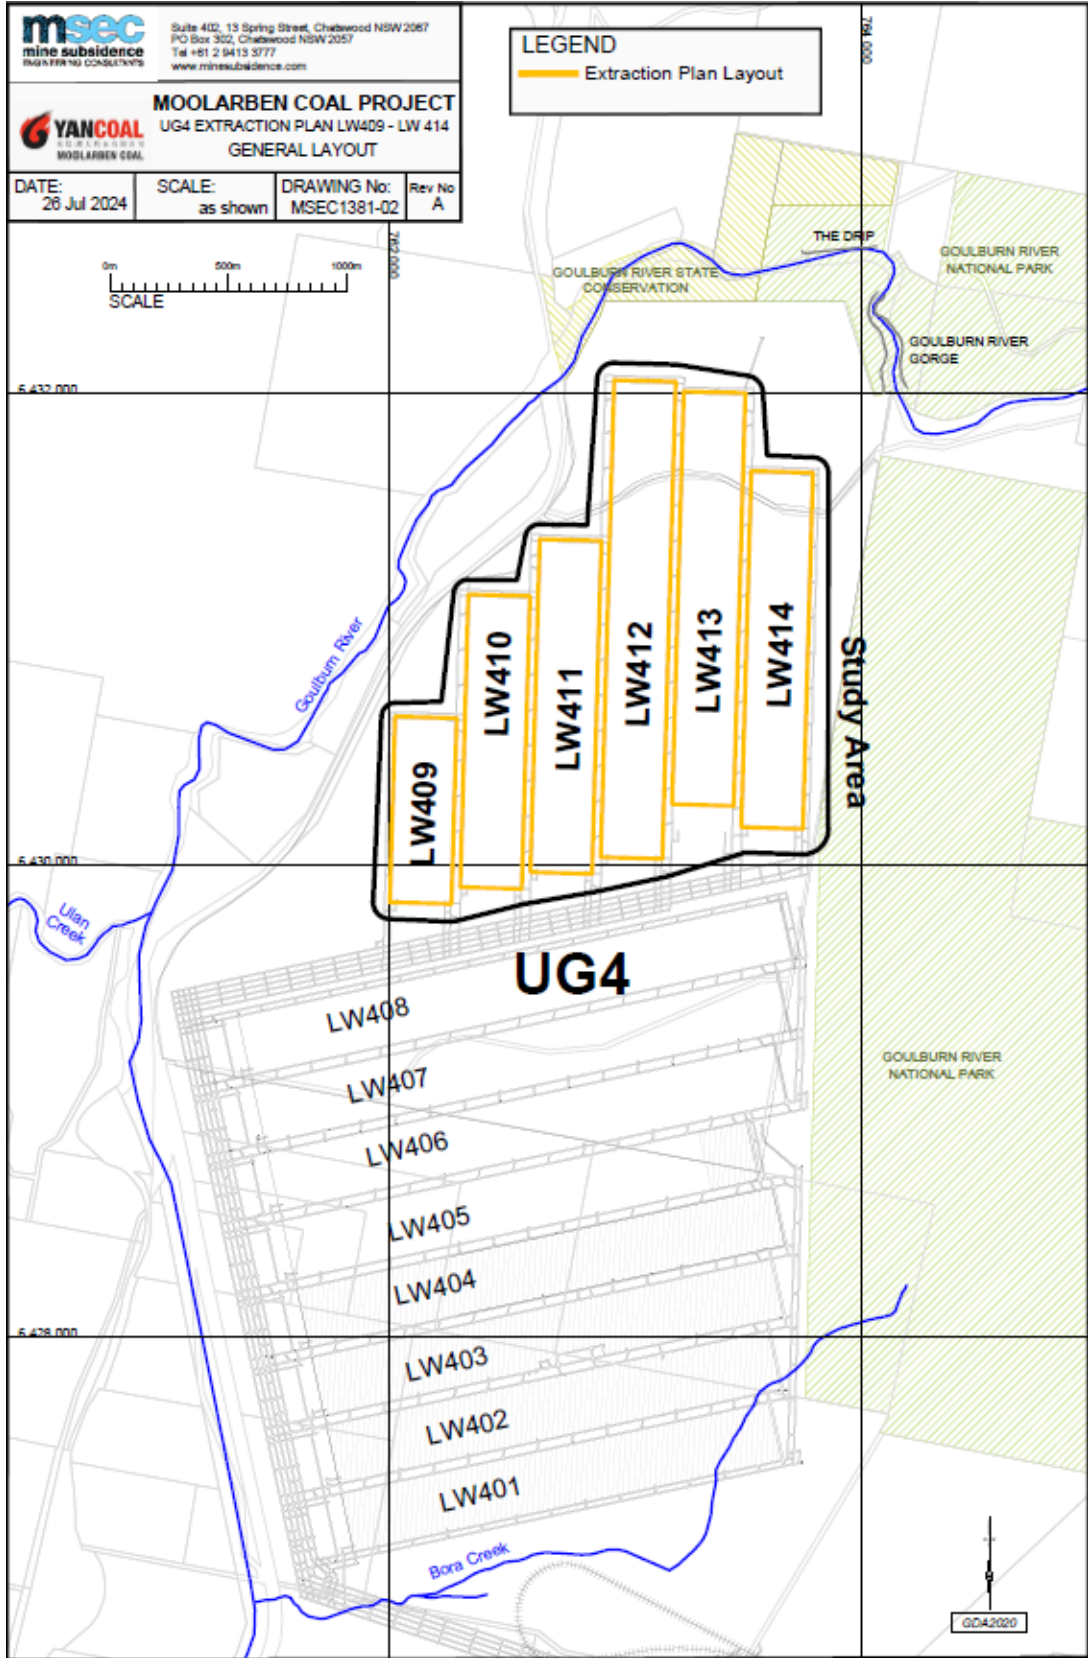 msec
mine subsidence
ENGINEERING CONSULTANTS
Suite 402, 13 Spring Street, Chatswood NSW 2067
PO Box 302, Chatswood NSW 2057
Tel +61 2 9413 3777
www.minesubsidence.com
YANCOAL
MOOLARBEN COAL
MOOLARBEN COAL PROJECT
UG4 EXTRACTION PLAN LW409 - LW 414
GENERAL LAYOUT
DATE:
26 Jul 2024
SCALE:
as shown
DRAWING No:
MSEC1381-02
Rev No
A
LEGEND
Extraction Plan Layout
764 000
762 000
0m
500m
1000m
SCALE
THE DRIP
GOULBURN RIVER
NATIONAL PARK
GOULBURN RIVER STATE
CONSERVATION
GOULBURN RIVER
GORGE
6 432 000
Goulburn River
LW409
LW410
LW411
LW412
LW413
LW414
Study Area
6 430 000
Ulan
Creek
UG4
LW408
LW407
LW406
LW405
LW404
LW403
LW402
LW401
GOULBURN RIVER
NATIONAL PARK
6 428 000
Bora Creek
GDA2020